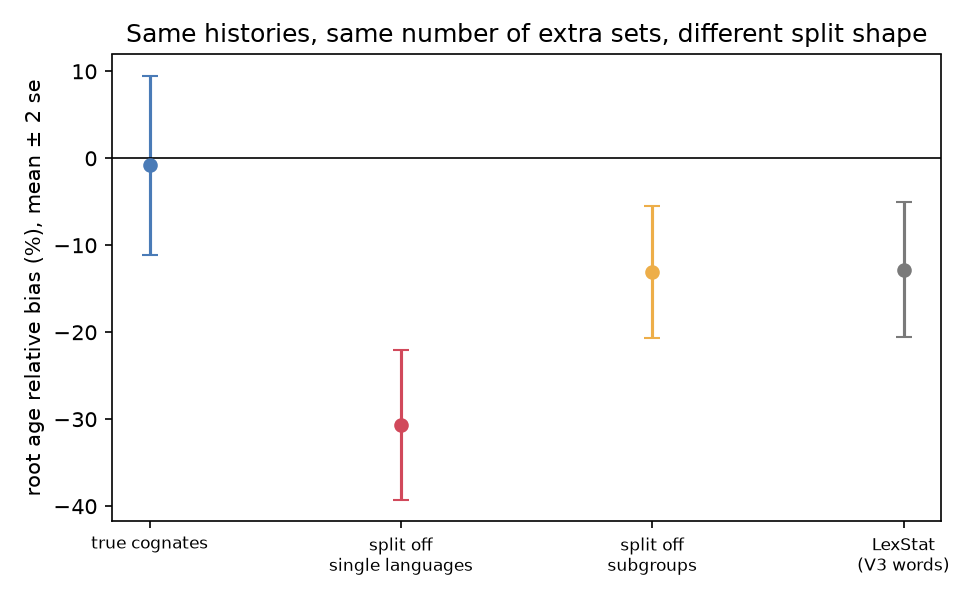 Same histories, same number of extra sets, different split shape
root age relative bias (%), mean ± 2 se
10
0
−10
−20
−30
−40
true cognates
split off
single languages
split off
subgroups
LexStat
(V3 words)